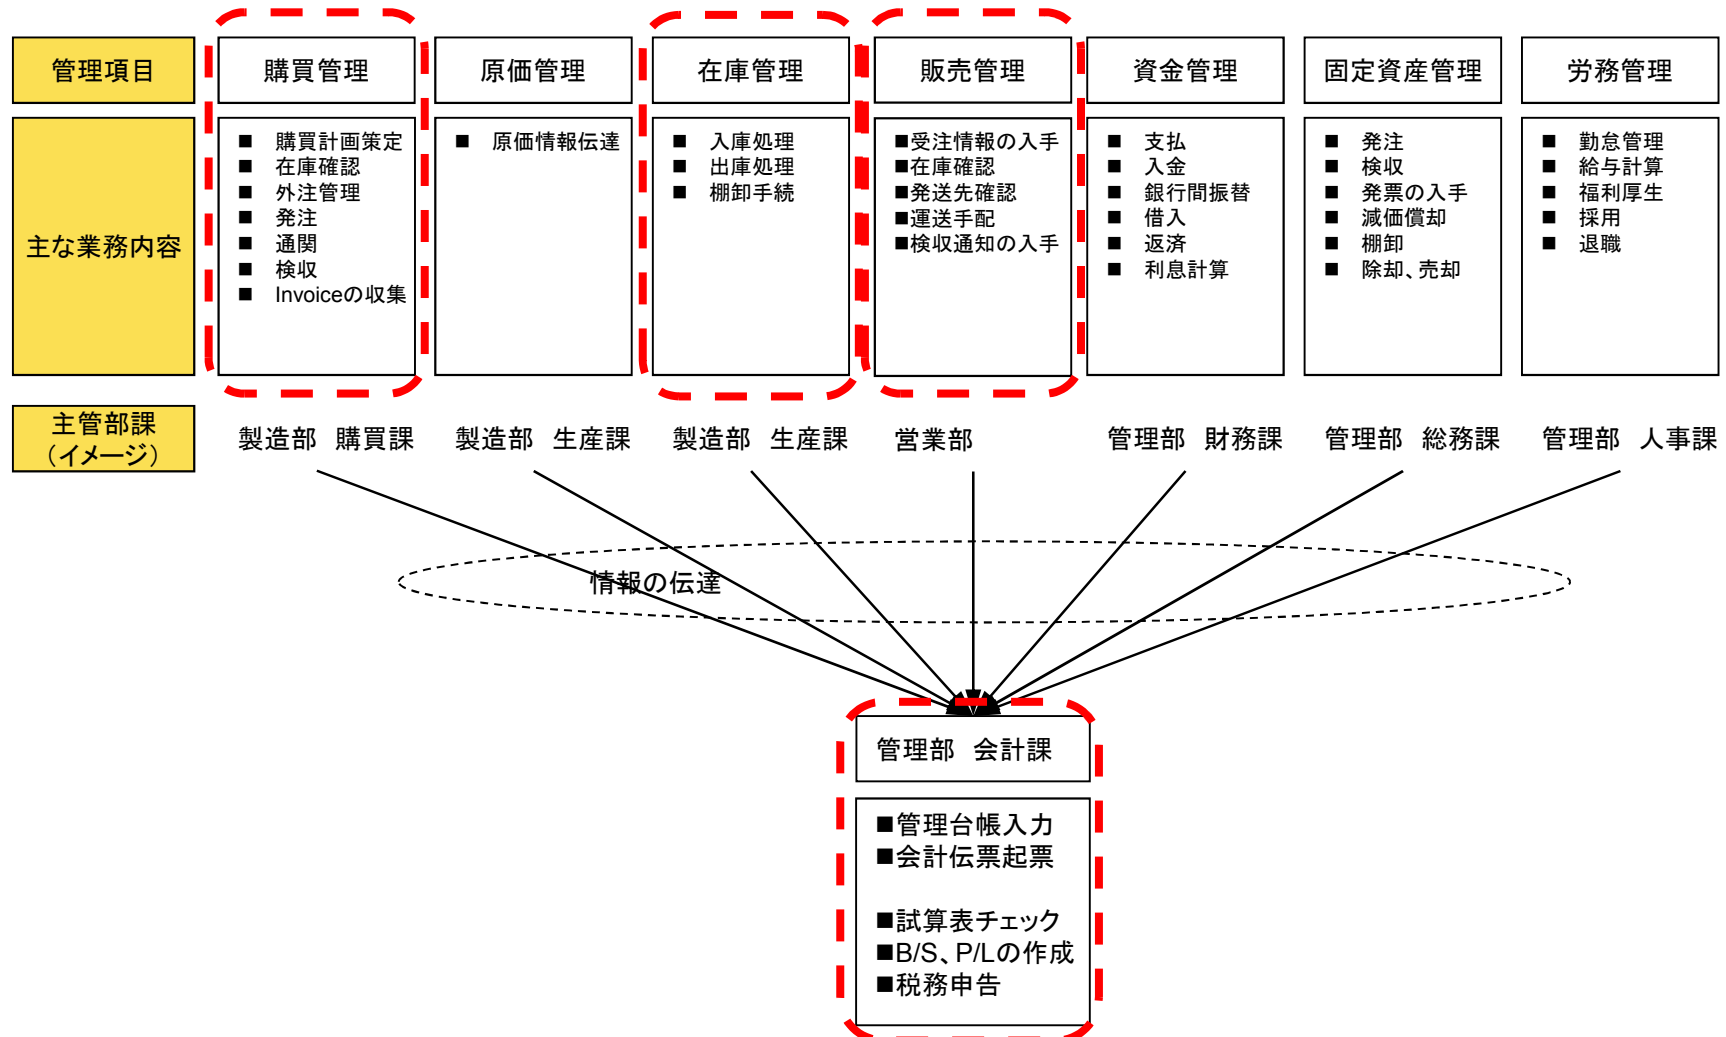 管理項目
購買管理
原価管理
在庫管理
販売管理
資金管理
固定資産管理
労務管理
主な業務内容
■ 購買計画策定
■ 在庫確認
■ 外注管理
■ 発注
■ 通関
■ 検収
■ Invoiceの収集
■ 原価情報伝達
■ 入庫処理
■ 出庫処理
■ 棚卸手続
■受注情報の入手
■在庫確認
■発送先確認
■運送手配
■検収通知の入手
■ 支払
■ 入金
■ 銀行間振替
■ 借入
■ 返済
■ 利息計算
■ 発注
■ 検収
■ 発票の入手
■ 減価償却
■ 棚卸
■ 除却、売却
■ 勤怠管理
■ 給与計算
■ 福利厚生
■ 採用
■ 退職
主管部課
（イメージ）
製造部　購買課
製造部　生産課
製造部　生産課
営業部
管理部　財務課
管理部　総務課
管理部　人事課
情報の伝達
管理部　会計課
■管理台帳入力
■会計伝票起票
■試算表チェック
■B/S、P/Lの作成
■税務申告